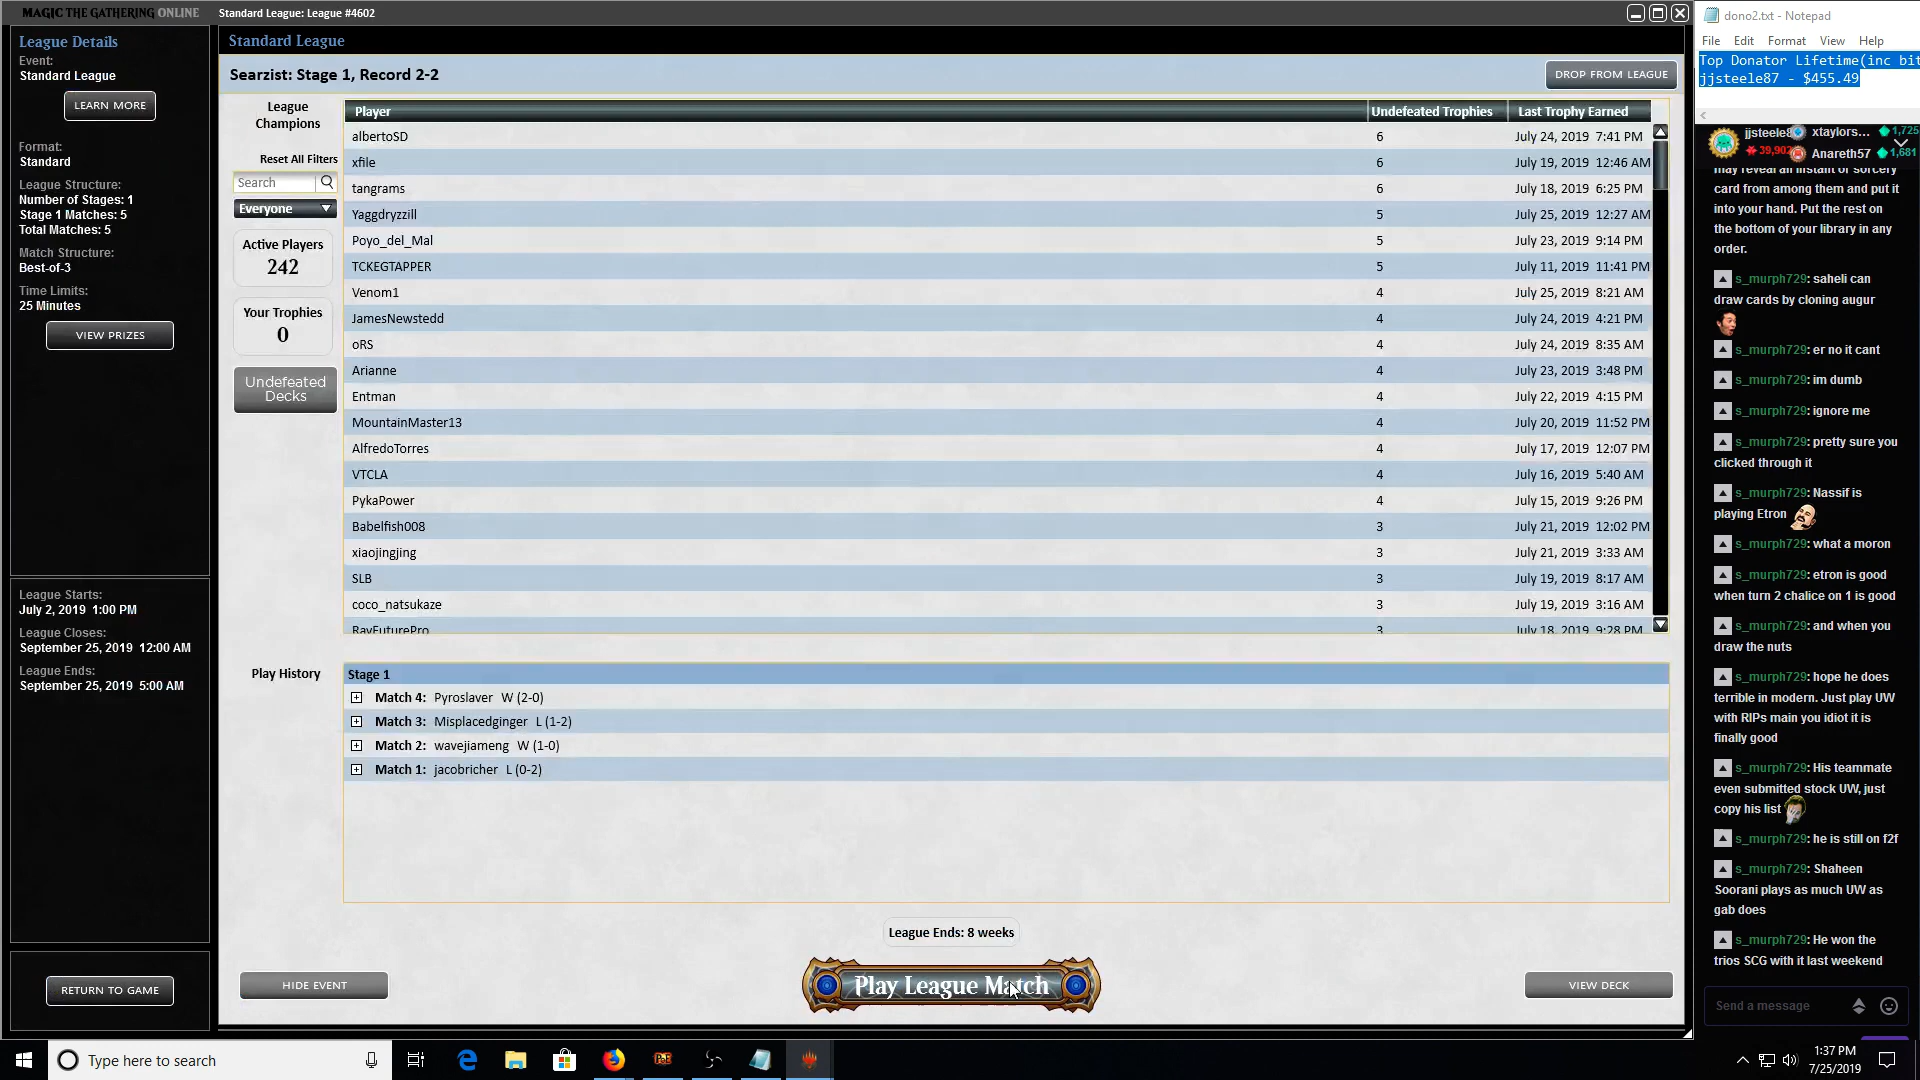 MAGIC THE GATHERING ONLINE
Standard League: League #4602
League Details
Event:
Standard League
LEARN MORE
Format:
Standard
League Structure:
Number of Stages: 1
Stage 1 Matches: 5
Total Matches: 5
Match Structure:
Best-of-3
Time Limits:
25 Minutes
VIEW PRIZES
League Starts:
July 2, 2019 1:00 PM
League Closes:
September 25, 2019 12:00 AM
League Ends:
September 25, 2019 5:00 AM
RETURN TO GAME
Standard League
Searzist: Stage 1, Record 2-2
DROP FROM LEAGUE
League
Champions
Reset All Filters
Search
Everyone
Active Players
242
Your Trophies
0
Undefeated
Decks
Player Undefeated Trophies Last Trophy Earned
albertoSD 6 July 24, 2019 7:41 PM
xfile 6 July 19, 2019 12:46 AM
tangrams 6 July 18, 2019 6:25 PM
Yaggdryzzill 5 July 25, 2019 12:27 AM
Poyo_del_Mal 5 July 23, 2019 9:14 PM
TCKEGTAPPER 5 July 11, 2019 11:41 PM
Venom1 4 July 25, 2019 8:21 AM
JamesNewstedd 4 July 24, 2019 4:21 PM
oRS 4 July 24, 2019 8:35 AM
Arianne 4 July 23, 2019 3:48 PM
Entman 4 July 22, 2019 4:15 PM
MountainMaster13 4 July 20, 2019 11:52 PM
AlfredoTorres 4 July 17, 2019 12:07 PM
VTCLA 4 July 16, 2019 5:40 AM
PykaPower 4 July 15, 2019 9:26 PM
Babelfish008 3 July 21, 2019 12:02 PM
xiaojingjing 3 July 21, 2019 3:33 AM
SLB 3 July 19, 2019 8:17 AM
coco_natsukaze 3 July 19, 2019 3:16 AM
RayFuturePro 3 July 18, 2019 9:28 PM
Play History
Stage 1
Match 4: Pyroslaver W (2-0)
Match 3: Misplacedginger L (1-2)
Match 2: wavejiameng W (1-0)
Match 1: jacobricher L (0-2)
League Ends: 8 weeks
HIDE EVENT
Play League Match
VIEW DECK
dono2.txt - Notepad
File Edit Format View Help
Top Donator Lifetime(inc bit
jjsteele87 - $455.49
xtaylors... 1,725
39,902
Anareth57 1,681
may reveal an instant or sorcery
card from among them and put it
into your hand. Put the rest on
the bottom of your library in any
order.
s_murph729: saheli can
draw cards by cloning augur
s_murph729: er no it cant
s_murph729: im dumb
s_murph729: ignore me
s_murph729: pretty sure you
clicked through it
s_murph729: Nassif is
playing Etron
s_murph729: what a moron
s_murph729: etron is good
when turn 2 chalice on 1 is good
s_murph729: and when you
draw the nuts
s_murph729: hope he does
terrible in modern. Just play UW
with RIPs main you idiot it is
finally good
s_murph729: His teammate
even submitted stock UW, just
copy his list
s_murph729: he is still on f2f
s_murph729: Shaheen
Soorani plays as much UW as
gab does
s_murph729: He won the
trios SCG with it last weekend
Send a message
Type here to search
1:37 PM
7/25/2019